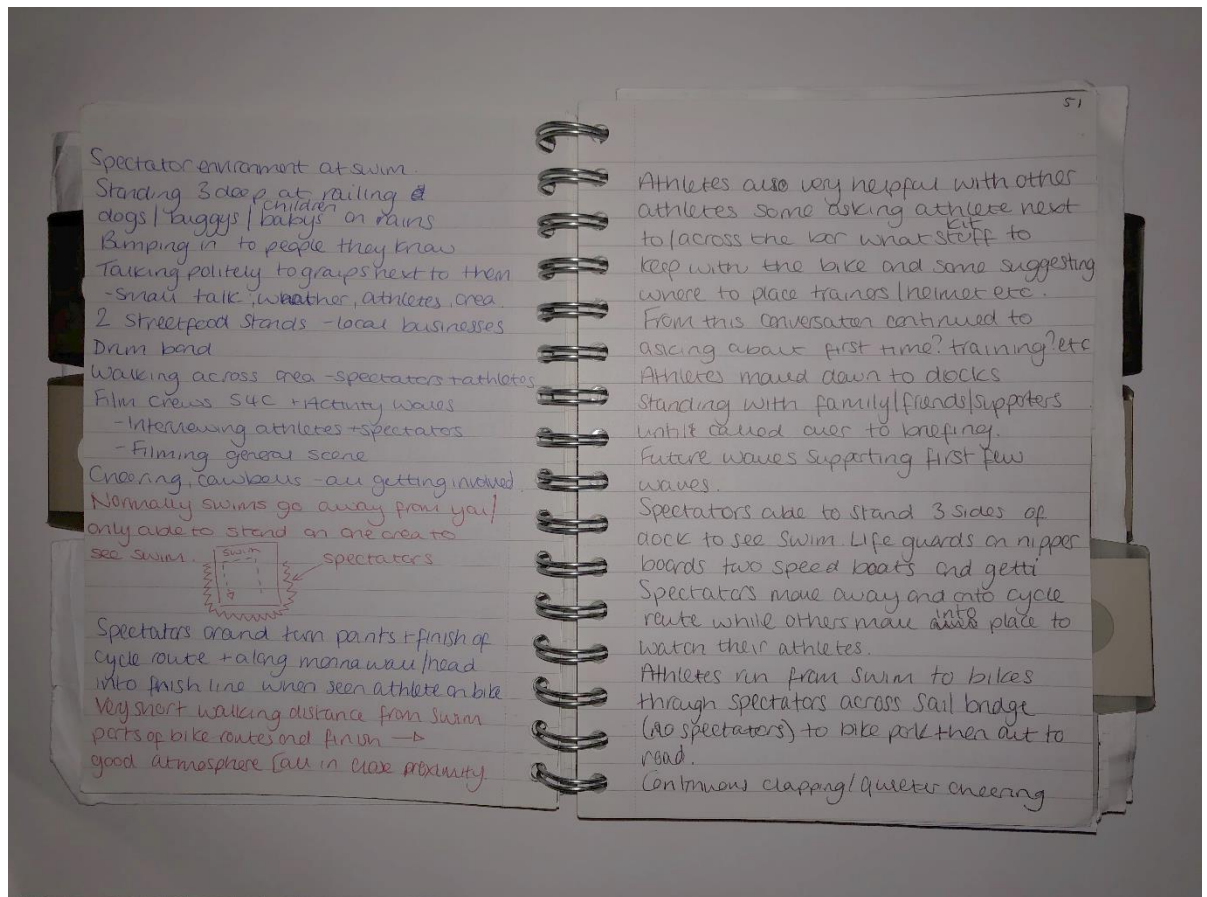 Spectator environment at swim.
Standing 3 deep at railing
dogs / buggys / babys children on rains
Bumping in to people they know
Talking politely to groups next to them
- small talk, weather, athletes, area
2 streetfood stands - local businesses
Drum band
Walking across area - spectators + athletes
Film crews S4C + Activity Wales
- Interviewing athletes + spectators
- Filming general scene
Cheering, cowbells - all getting involved.
Normally swims go away from you/
only able to stand on one area to
see swim.
swim
spectators
Spectators around turn points + finish of
cycle route + along marina wall / head
into finish line when seen athlete on bike
Very short walking distance from swim
parts of bike routes and finish →
good atmosphere [all in close proximity.
51
Athletes also very helpful with other
athletes some asking athlete next
to / across the bar what stuff kit to
keep with the bike and some suggesting
where to place trainers / helmet etc.
From this conversation continued to
asking about first time? training? etc
Athletes moved down to docks
Standing with family / friends / supporters
until called over to briefing.
Future waves supporting first few
waves.
Spectators able to stand 3 sides of
dock to see swim. Life guards on nipper
boards two speed boats and getti
Spectators move away and onto cycle
route while others move into place to
watch their athletes.
Athletes run from swim to bikes
through spectators across sail bridge
(no spectators) to bike park then out to
road.
Continuous clapping / quieter cheering